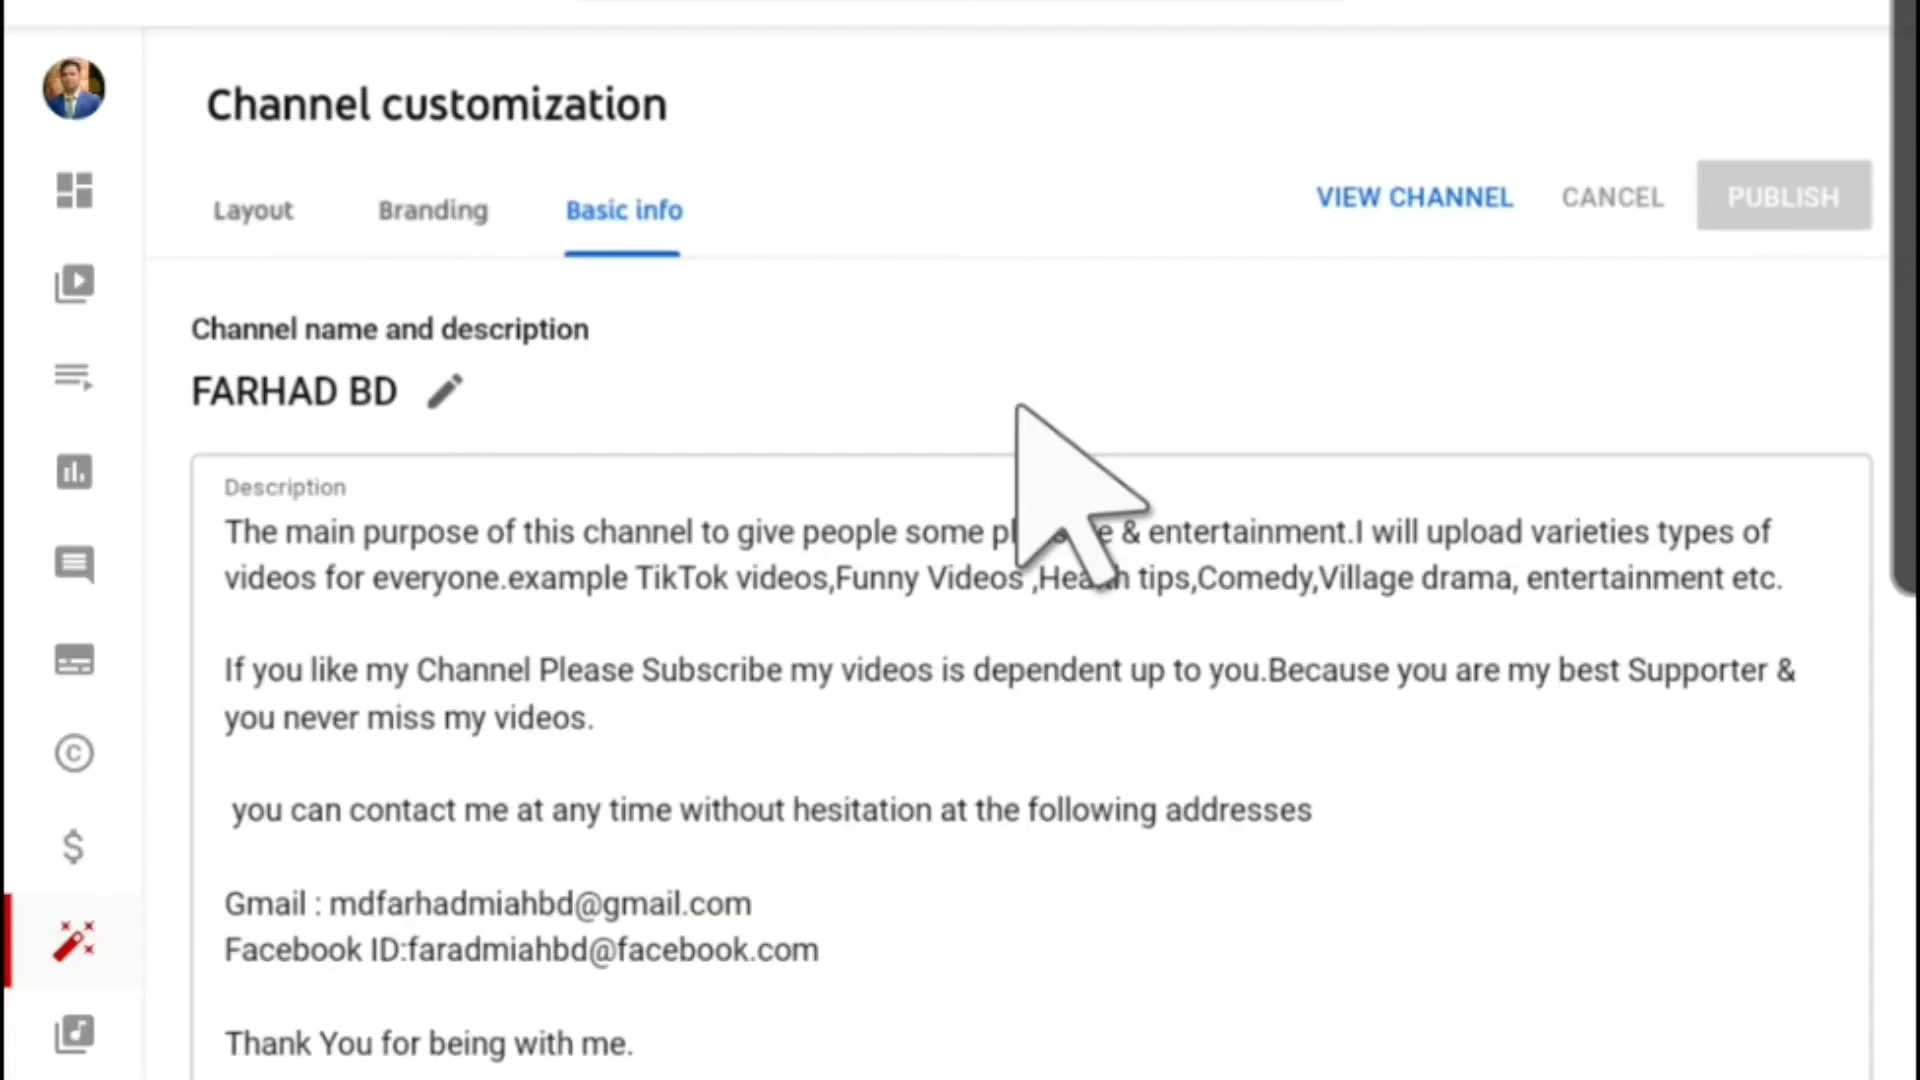 Channel customization
Layout Branding Basic info
VIEW CHANNEL CANCEL PUBLISH
Channel name and description
FARHAD BD
Description
The main purpose of this channel to give people some & entertainment.I will upload varieties types of
videos for everyone.example TikTok videos,Funny Videos ,Health tips,Comedy,Village drama, entertainment etc.
If you like my Channel Please Subscribe my videos is dependent up to you.Because you are my best Supporter &
you never miss my videos.
you can contact me at any time without hesitation at the following addresses
Gmail : mdfarhadmiahbd@gmail.com
Facebook ID:faradmiahbd@facebook.com
Thank You for being with me.